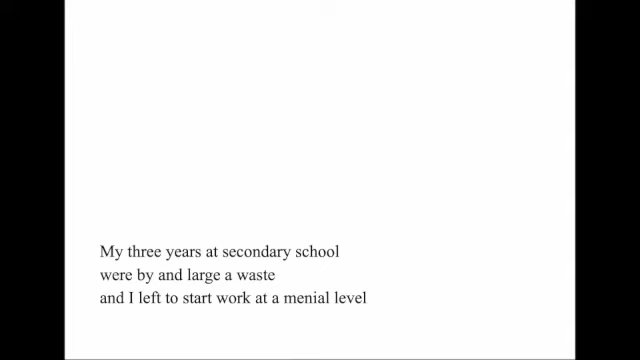 My three years at secondary school
were by and large a waste
and I left to start work at a menial level